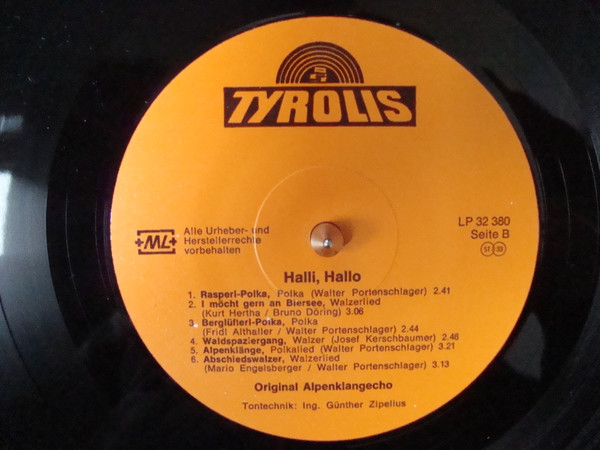 TYROLIS
LP 32 380
Seite B
ST 33
+ML+
Alle Urheber- und
Herstellerrechte
vorbehalten
Halli, Hallo
1. Rasperl-Polka, Polka (Walter Portenschlager) 2.41
2. I möcht gern an Biersee, Walzerlied
(Kurt Hertha / Bruno Döring) 3.06
3. Berglüfterl-Polka, Polka
(Fridl Althaller / Walter Portenschlager) 2.44
4. Waldspaziergang, Walzer (Josef Kerschbaumer) 2.46
5. Alpenklänge, Polkalied (Walter Portenschlager) 3.21
6. Abschiedswalzer, Walzerlied
(Mario Engelsberger / Walter Portenschlager) 3.13
Original Alpenklangecho
Tontechnik: Ing. Günther Zipelius